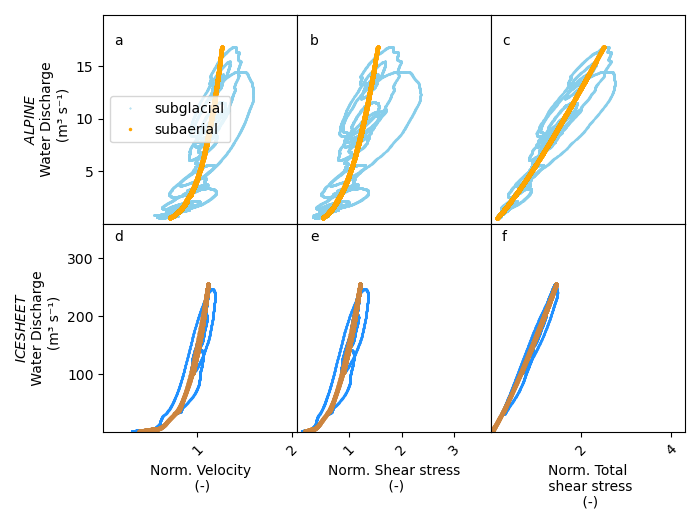 a
b
c
15
10
5
ALPINE
Water Discharge
(m³ s⁻¹)
subglacial
subaerial
d
e
f
300
200
100
ICESHEET
Water Discharge
(m³ s⁻¹)
1
2
1
2
3
2
4
Norm. Velocity
(-)
Norm. Shear stress
(-)
Norm. Total
shear stress
(-)